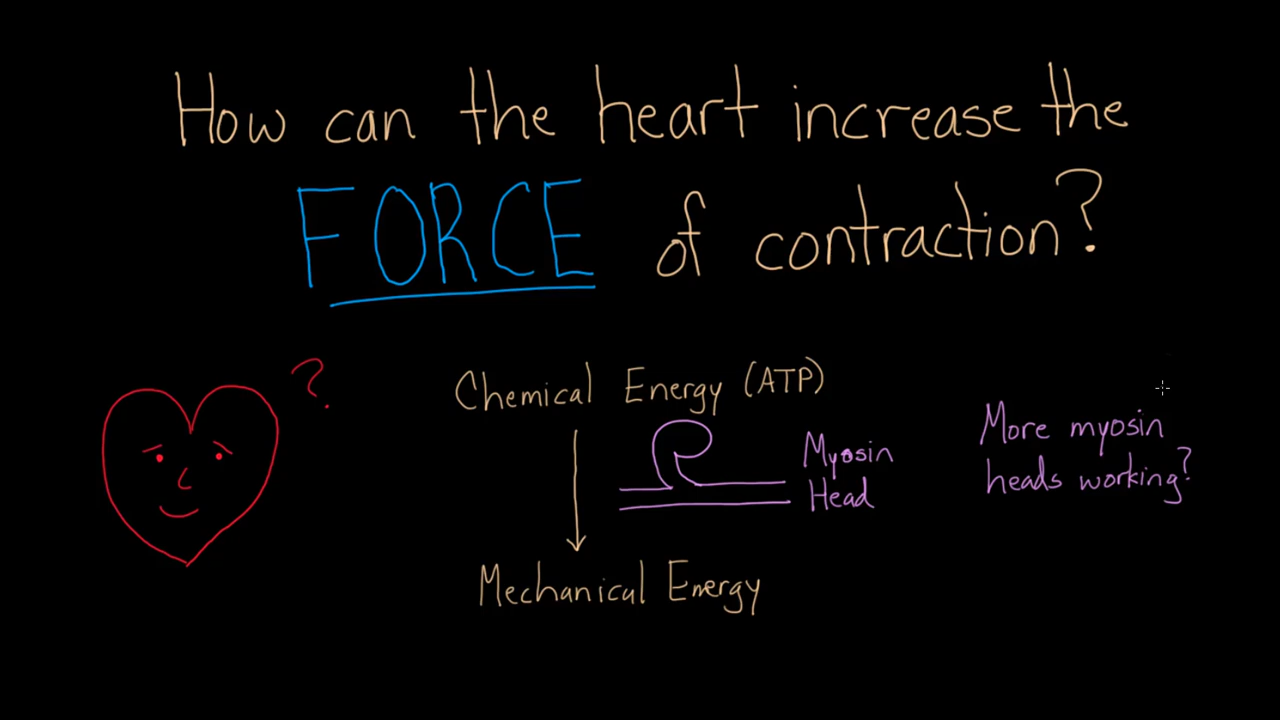 How can the heart increase the
FORCE of contraction?
?
Chemical Energy (ATP)
Myosin
Head
More myosin
heads working?
Mechanical Energy